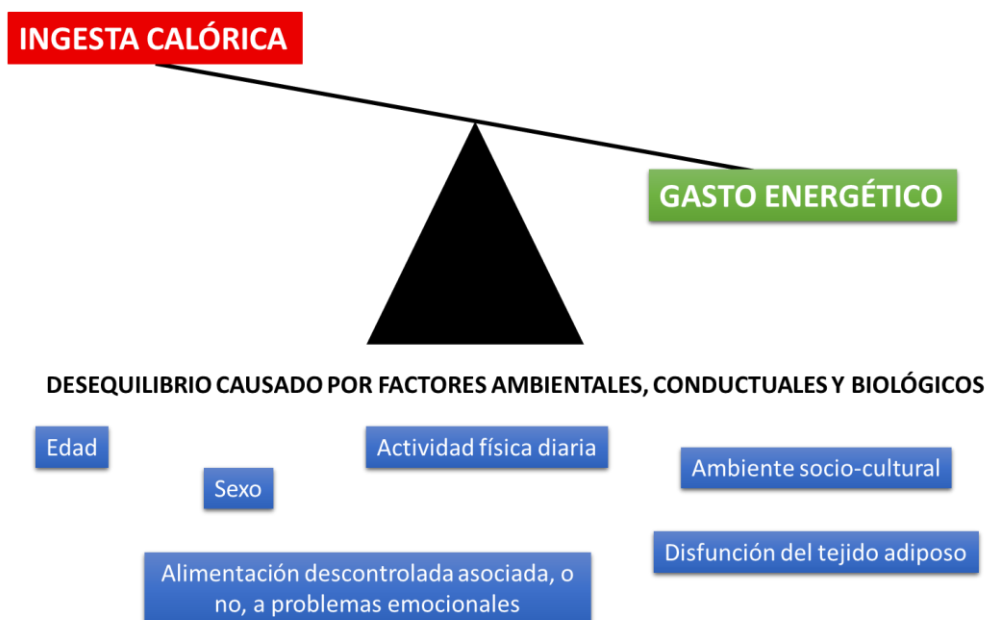 INGESTA CALÓRICA
GASTO ENERGÉTICO
DESEQUILIBRIO CAUSADO POR FACTORES AMBIENTALES, CONDUCTUALES Y BIOLÓGICOS
Edad
Actividad física diaria
Ambiente socio-cultural
Sexo
Disfunción del tejido adiposo
Alimentación descontrolada asociada, o
no, a problemas emocionales